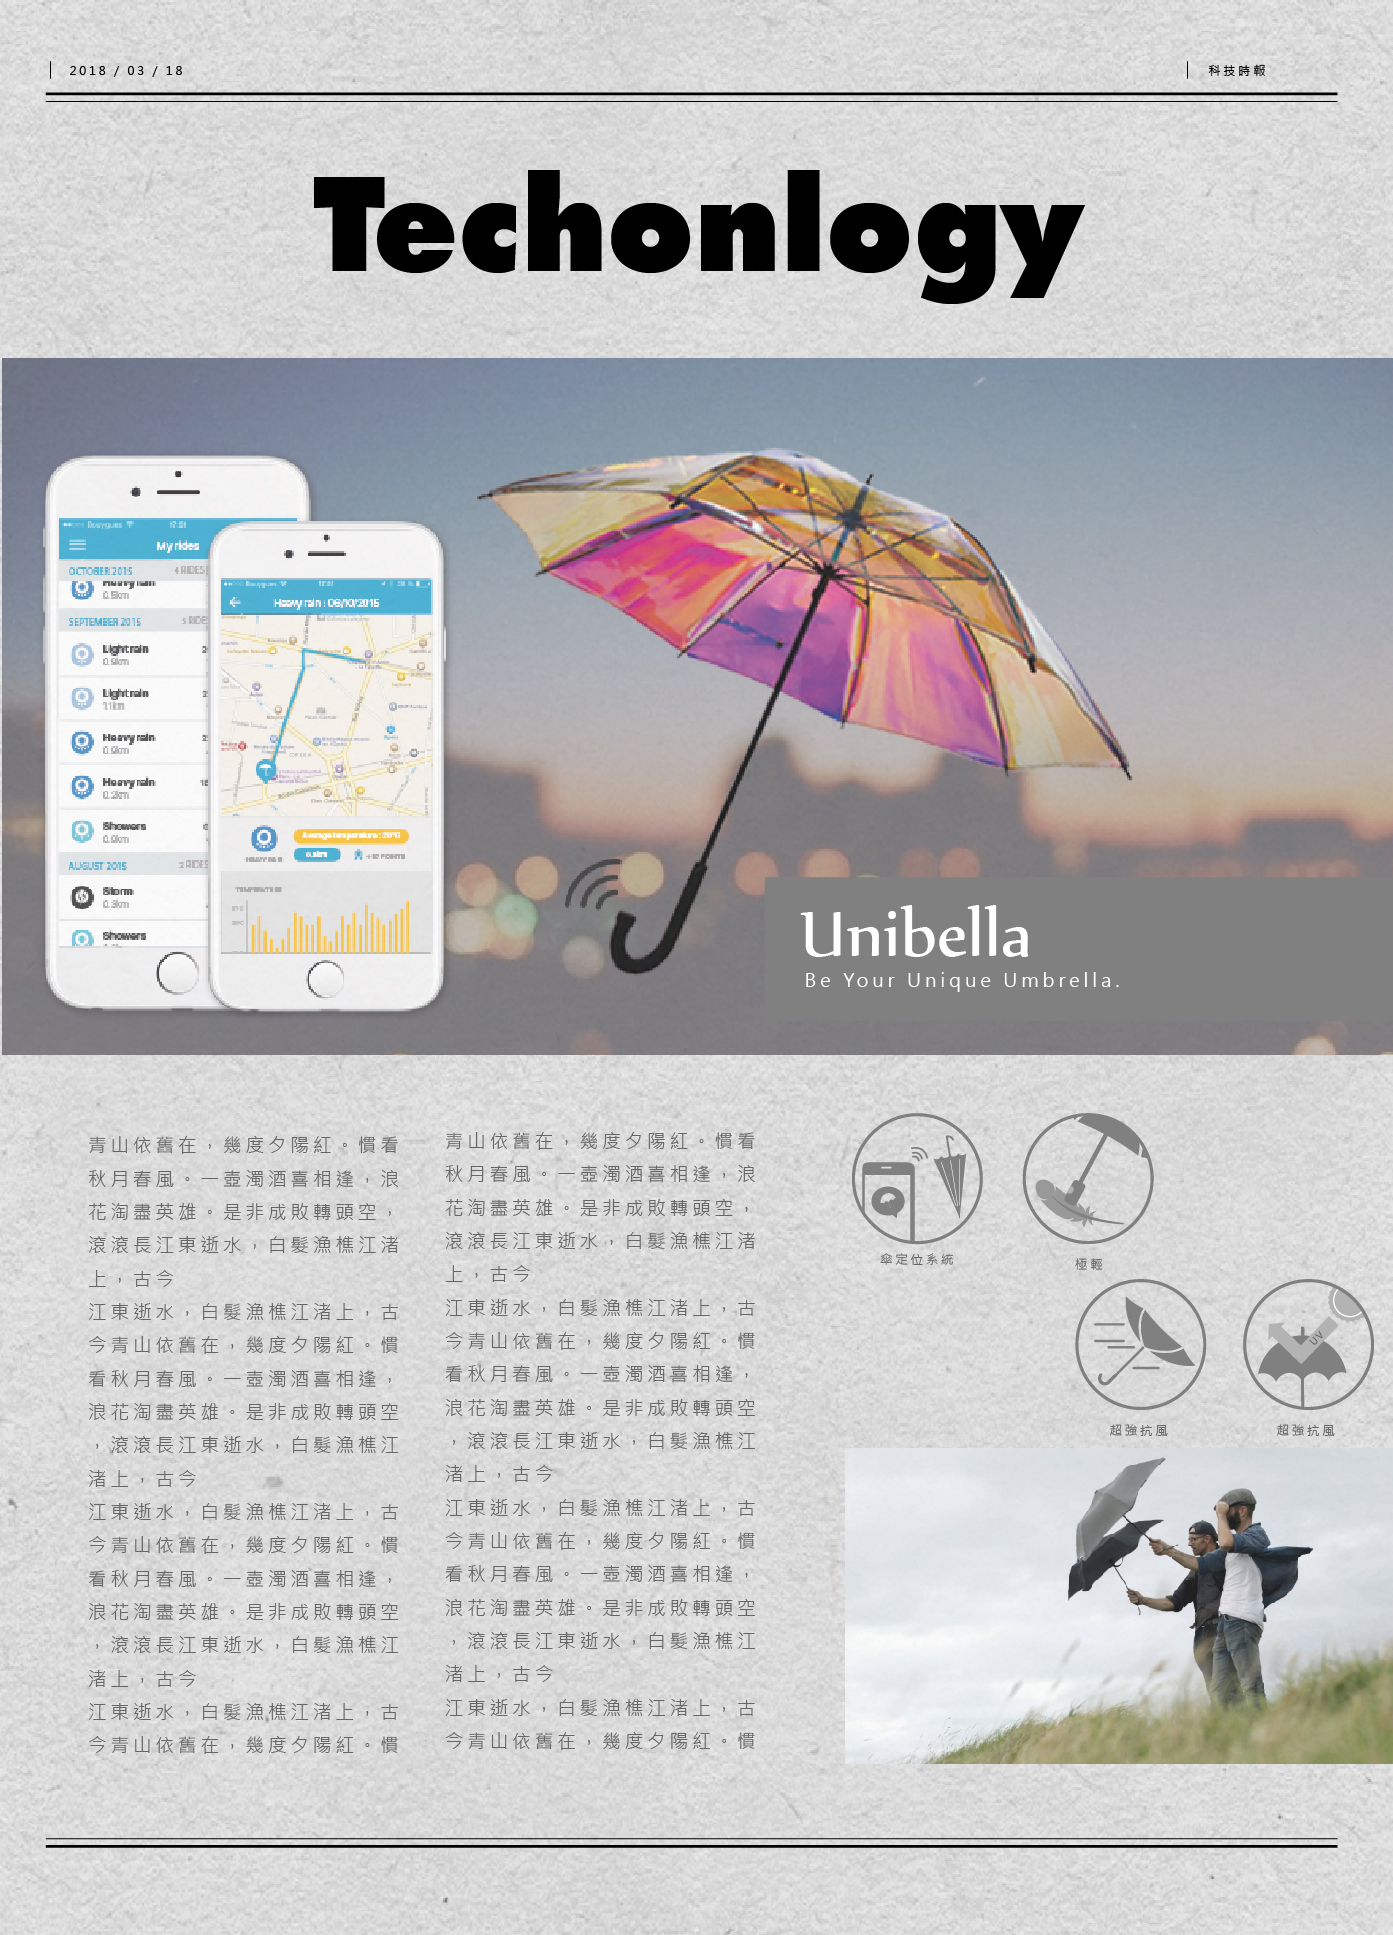 2018 / 03 / 18
科技時報
Techonlogy
Bouygues 17:51
My rides
OCTOBER 2015 4 RIDES
Heavy rain
0.5km
SEPTEMBER 2015 5 RIDES
Light rain
0.9km
Light rain
1.1km
Heavy rain
0.9km
Heavy rain
0.2km
Showers
0.9km
AUGUST 2015 3 RIDES
Storm
0.3km
Showers
Bouygues 17:51
Heavy rain : 08/10/2015
Average temperature : 20°C
HEAVY RAIN
0.5km
POINTS
Unibella
Be Your Unique Umbrella.
青山依舊在，幾度夕陽紅。慣看
秋月春風。一壺濁酒喜相逢，浪
花淘盡英雄。是非成敗轉頭空，
滾滾長江東逝水，白髮漁樵江渚
上，古今
江東逝水，白髮漁樵江渚上，古
今青山依舊在，幾度夕陽紅。慣
看秋月春風。一壺濁酒喜相逢，
浪花淘盡英雄。是非成敗轉頭空
，滾滾長江東逝水，白髮漁樵江
渚上，古今
江東逝水，白髮漁樵江渚上，古
今青山依舊在，幾度夕陽紅。慣
看秋月春風。一壺濁酒喜相逢，
浪花淘盡英雄。是非成敗轉頭空
，滾滾長江東逝水，白髮漁樵江
渚上，古今
江東逝水，白髮漁樵江渚上，古
今青山依舊在，幾度夕陽紅。慣
青山依舊在，幾度夕陽紅。慣看
秋月春風。一壺濁酒喜相逢，浪
花淘盡英雄。是非成敗轉頭空，
滾滾長江東逝水，白髮漁樵江渚
上，古今
江東逝水，白髮漁樵江渚上，古
今青山依舊在，幾度夕陽紅。慣
看秋月春風。一壺濁酒喜相逢，
浪花淘盡英雄。是非成敗轉頭空
，滾滾長江東逝水，白髮漁樵江
渚上，古今
江東逝水，白髮漁樵江渚上，古
今青山依舊在，幾度夕陽紅。慣
看秋月春風。一壺濁酒喜相逢，
浪花淘盡英雄。是非成敗轉頭空
，滾滾長江東逝水，白髮漁樵江
渚上，古今
江東逝水，白髮漁樵江渚上，古
今青山依舊在，幾度夕陽紅。慣
傘定位系統
極輕
UV
超強抗風
超強抗風